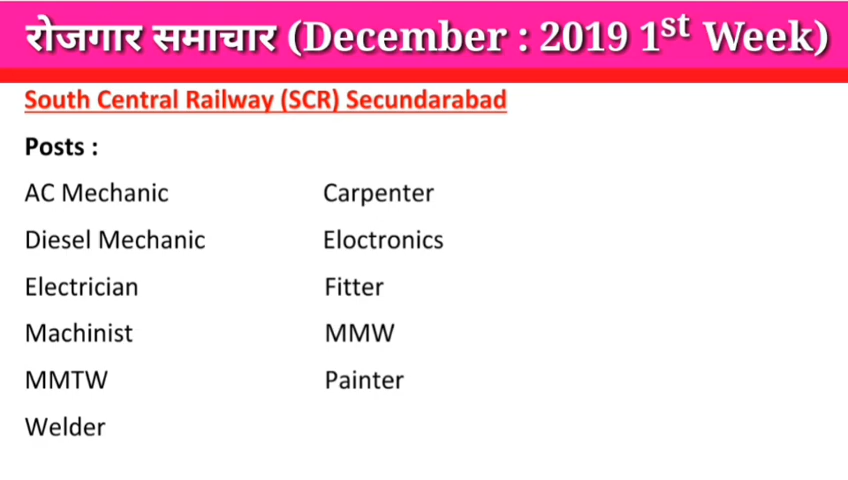 रोजगार समाचार (December : 2019 1st Week)
South Central Railway (SCR) Secundarabad
Posts :
AC Mechanic Carpenter
Diesel Mechanic Eloctronics
Electrician Fitter
Machinist MMW
MMTW Painter
Welder